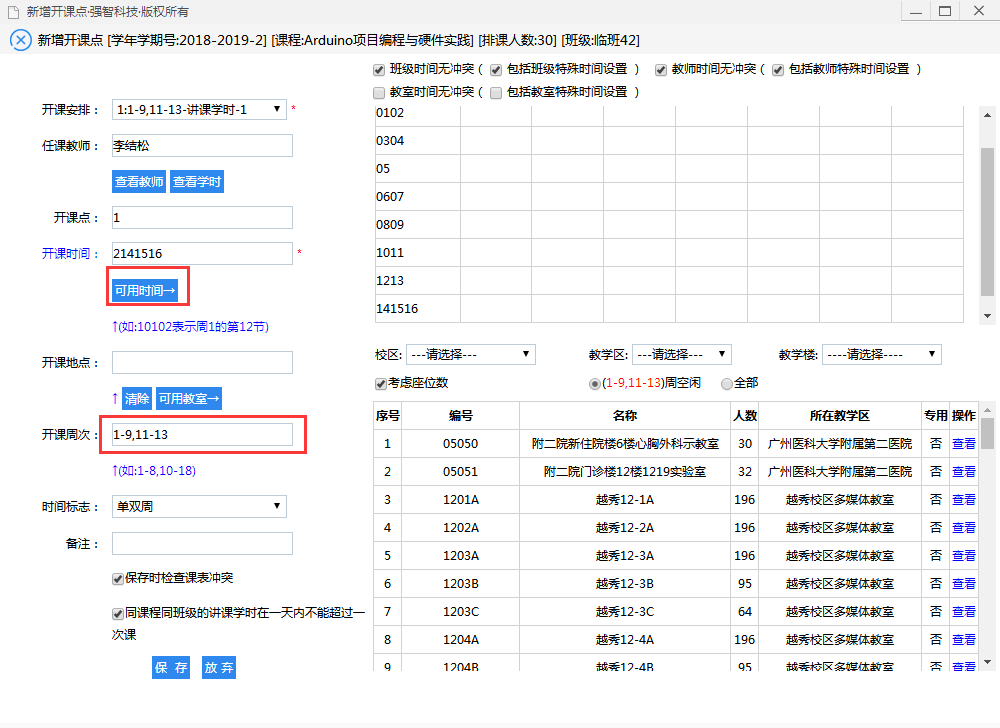 新增开课点·强智科技·版权所有
新增开课点 [学年学期号:2018-2019-2] [课程:Arduino项目编程与硬件实践] [排课人数:30] [班级:临班42]
开课安排： 1:1-9,11-13-讲课学时-1 *
任课教师： 李结松
查看教师 查看学时
开课点： 1
开课时间： 2141516 *
可用时间→
↑(如:10102表示周1的第12节)
开课地点：
↑ 清除 可用教室→
开课周次： 1-9,11-13
↑(如:1-8,10-18)
时间标志： 单双周
备注：
保存时检查课表冲突
同课程同班级的讲课学时在一天内不能超过一
次课
保 存 放 弃
班级时间无冲突 ( 包括班级特殊时间设置 ) 教师时间无冲突 ( 包括教师特殊时间设置 )
教室时间无冲突 ( 包括教室特殊时间设置 )
0102
0304
05
0607
0809
1011
1213
141516
校区: ---请选择--- 教学区: ---请选择--- 教学楼: ----请选择----
考虑座位数 (1-9,11-13)周空闲 全部
序号 编号 名称 人数 所在教学区 专用 操作
1 05050 附二院新住院楼6楼心胸外科示教室 30 广州医科大学附属第二医院 否 查看
2 05051 附二院门诊楼12楼1219实验室 32 广州医科大学附属第二医院 否 查看
3 1201A 越秀12-1A 196 越秀校区多媒体教室 否 查看
4 1202A 越秀12-2A 196 越秀校区多媒体教室 否 查看
5 1203A 越秀12-3A 196 越秀校区多媒体教室 否 查看
6 1203B 越秀12-3B 95 越秀校区多媒体教室 否 查看
7 1203C 越秀12-3C 64 越秀校区多媒体教室 否 查看
8 1204A 越秀12-4A 196 越秀校区多媒体教室 否 查看
9 1204B 越秀12-4B 95 越秀校区多媒体教室 否 查看